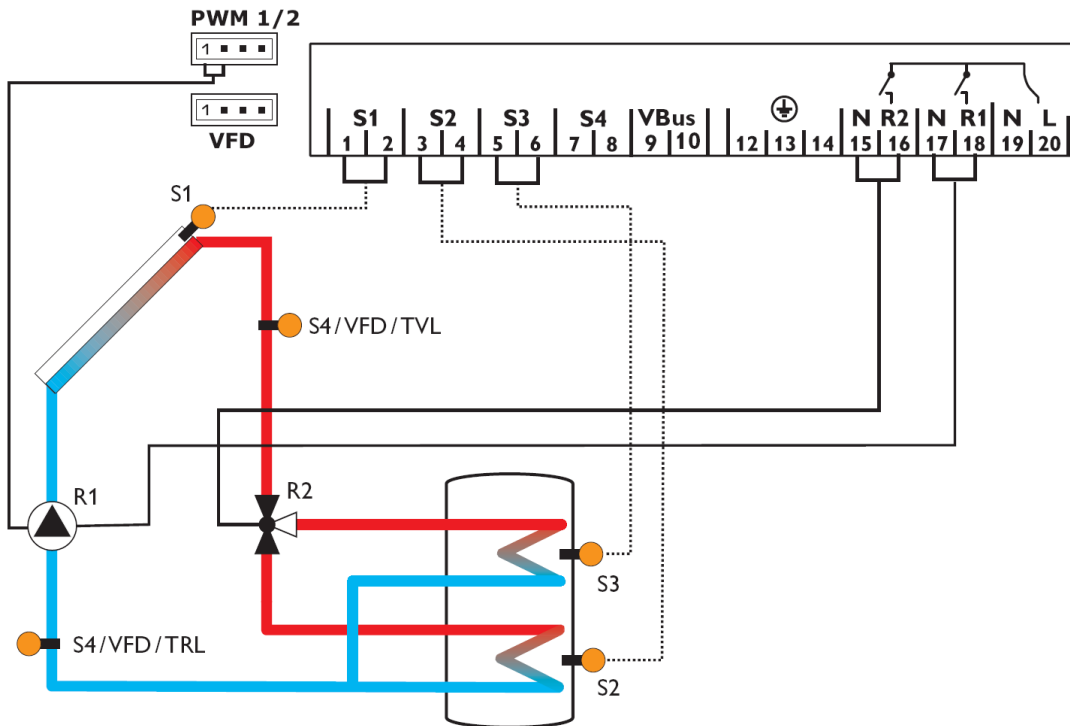 PWM 1/2
1
1
VFD
S1 S2 S3 S4 VBus N R2 N R1 N L
1 2 3 4 5 6 7 8 9 10 12 13 14 15 16 17 18 19 20
S1
S4/VFD/TVL
R1
R2
S3
S4/VFD/TRL
S2